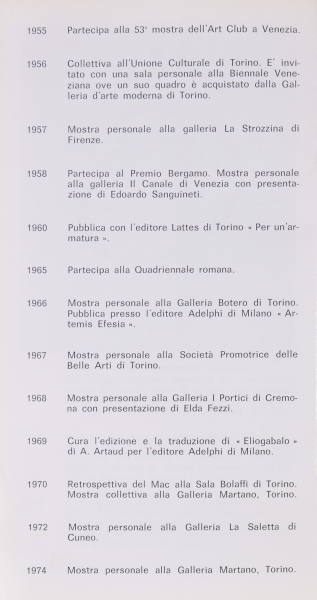 1955 Partecipa alla 53ª mostra dell'Art Club a Venezia.
1956 Collettiva all'Unione Culturale di Torino. E' invi-
tato con una sala personale alla Biennale Vene-
ziana ove un suo quadro è acquistato dalla Gal-
leria d'arte moderna di Torino.
1957 Mostra personale alla galleria La Strozzina di
Firenze.
1958 Partecipa al Premio Bergamo. Mostra personale
alla galleria Il Canale di Venezia con presenta-
zione di Edoardo Sanguineti.
1960 Pubblica con l'editore Lattes di Torino « Per un'ar-
matura ».
1965 Partecipa alla Quadriennale romana.
1966 Mostra personale alla Galleria Botero di Torino.
Pubblica presso l'editore Adelphi di Milano « Ar-
temis Efesia ».
1967 Mostra personale alla Società Promotrice delle
Belle Arti di Torino.
1968 Mostra personale alla Galleria I Portici di Cremo-
na con presentazione di Elda Fezzi.
1969 Cura l'edizione e la traduzione di « Eliogabalo »
di A. Artaud per l'editore Adelphi di Milano.
1970 Retrospettiva del Mac alla Sala Bolaffi di Torino.
Mostra collettiva alla Galleria Martano, Torino.
1972 Mostra personale alla Galleria La Saletta di
Cuneo.
1974 Mostra personale alla Galleria Martano, Torino.